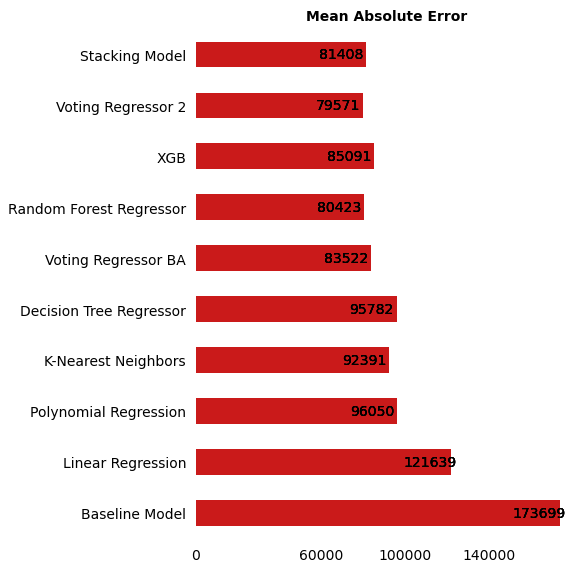 Mean Absolute Error
Stacking Model 81408
Voting Regressor 2 79571
XGB 85091
Random Forest Regressor 80423
Voting Regressor BA 83522
Decision Tree Regressor 95782
K-Nearest Neighbors 92391
Polynomial Regression 96050
Linear Regression 121639
Baseline Model 173699
0 60000 100000 140000